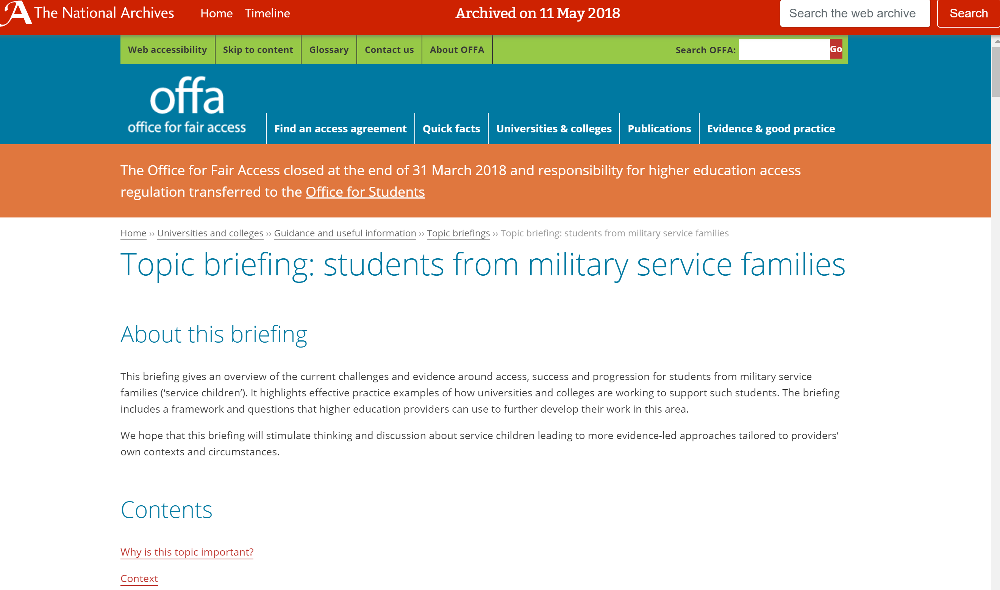 The National Archives
Home
Timeline
Archived on 11 May 2018
Search the web archive
Search
Web accessibility
Skip to content
Glossary
Contact us
About OFFA
Search OFFA:
Go
offa
office for fair access
Find an access agreement
Quick facts
Universities & colleges
Publications
Evidence & good practice
The Office for Fair Access closed at the end of 31 March 2018 and responsibility for higher education access
regulation transferred to the Office for Students
Home ›› Universities and colleges ›› Guidance and useful information ›› Topic briefings ›› Topic briefing: students from military service families
Topic briefing: students from military service families
About this briefing
This briefing gives an overview of the current challenges and evidence around access, success and progression for students from military service
families (‘service children’). It highlights effective practice examples of how universities and colleges are working to support such students. The briefing
includes a framework and questions that higher education providers can use to further develop their work in this area.
We hope that this briefing will stimulate thinking and discussion about service children leading to more evidence-led approaches tailored to providers’
own contexts and circumstances.
Contents
Why is this topic important?
Context